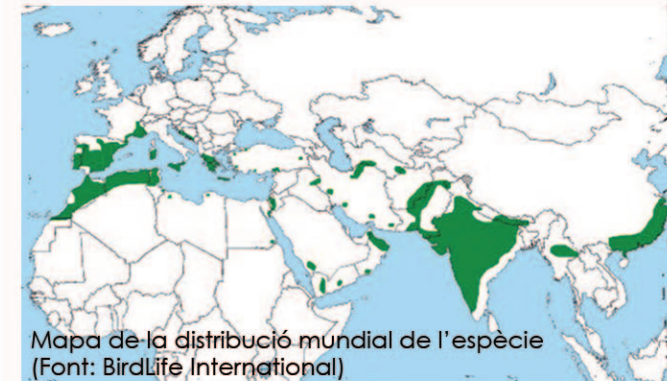 Mapa de la distribució mundial de l'espècie
(Font: BirdLife International)